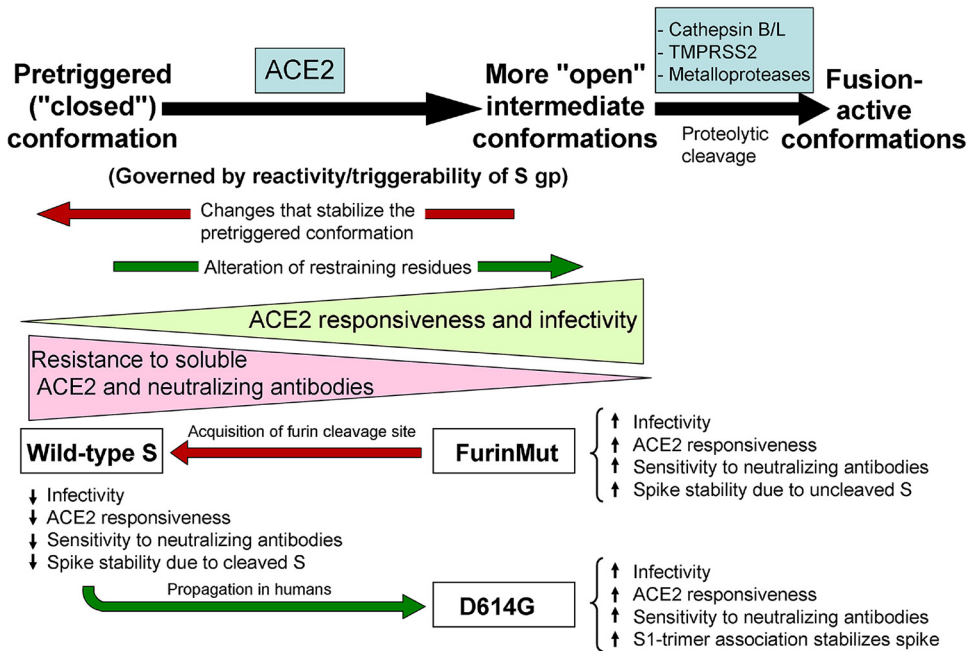 Pretriggered
("closed")
conformation
ACE2
More "open"
intermediate
conformations
- Cathepsin B/L
- TMPRSS2
- Metalloproteases
Proteolytic
cleavage
Fusion-
active
conformations
(Governed by reactivity/triggerability of S gp)
Changes that stabilize the
pretriggered conformation
Alteration of restraining residues
ACE2 responsiveness and infectivity
Resistance to soluble
ACE2 and neutralizing antibodies
Wild-type S
Acquisition of furin cleavage site
FurinMut
↑ Infectivity
↑ ACE2 responsiveness
↑ Sensitivity to neutralizing antibodies
↑ Spike stability due to uncleaved S
↓ Infectivity
↓ ACE2 responsiveness
↓ Sensitivity to neutralizing antibodies
↓ Spike stability due to cleaved S
Propagation in humans
D614G
↑ Infectivity
↑ ACE2 responsiveness
↑ Sensitivity to neutralizing antibodies
↑ S1-trimer association stabilizes spike